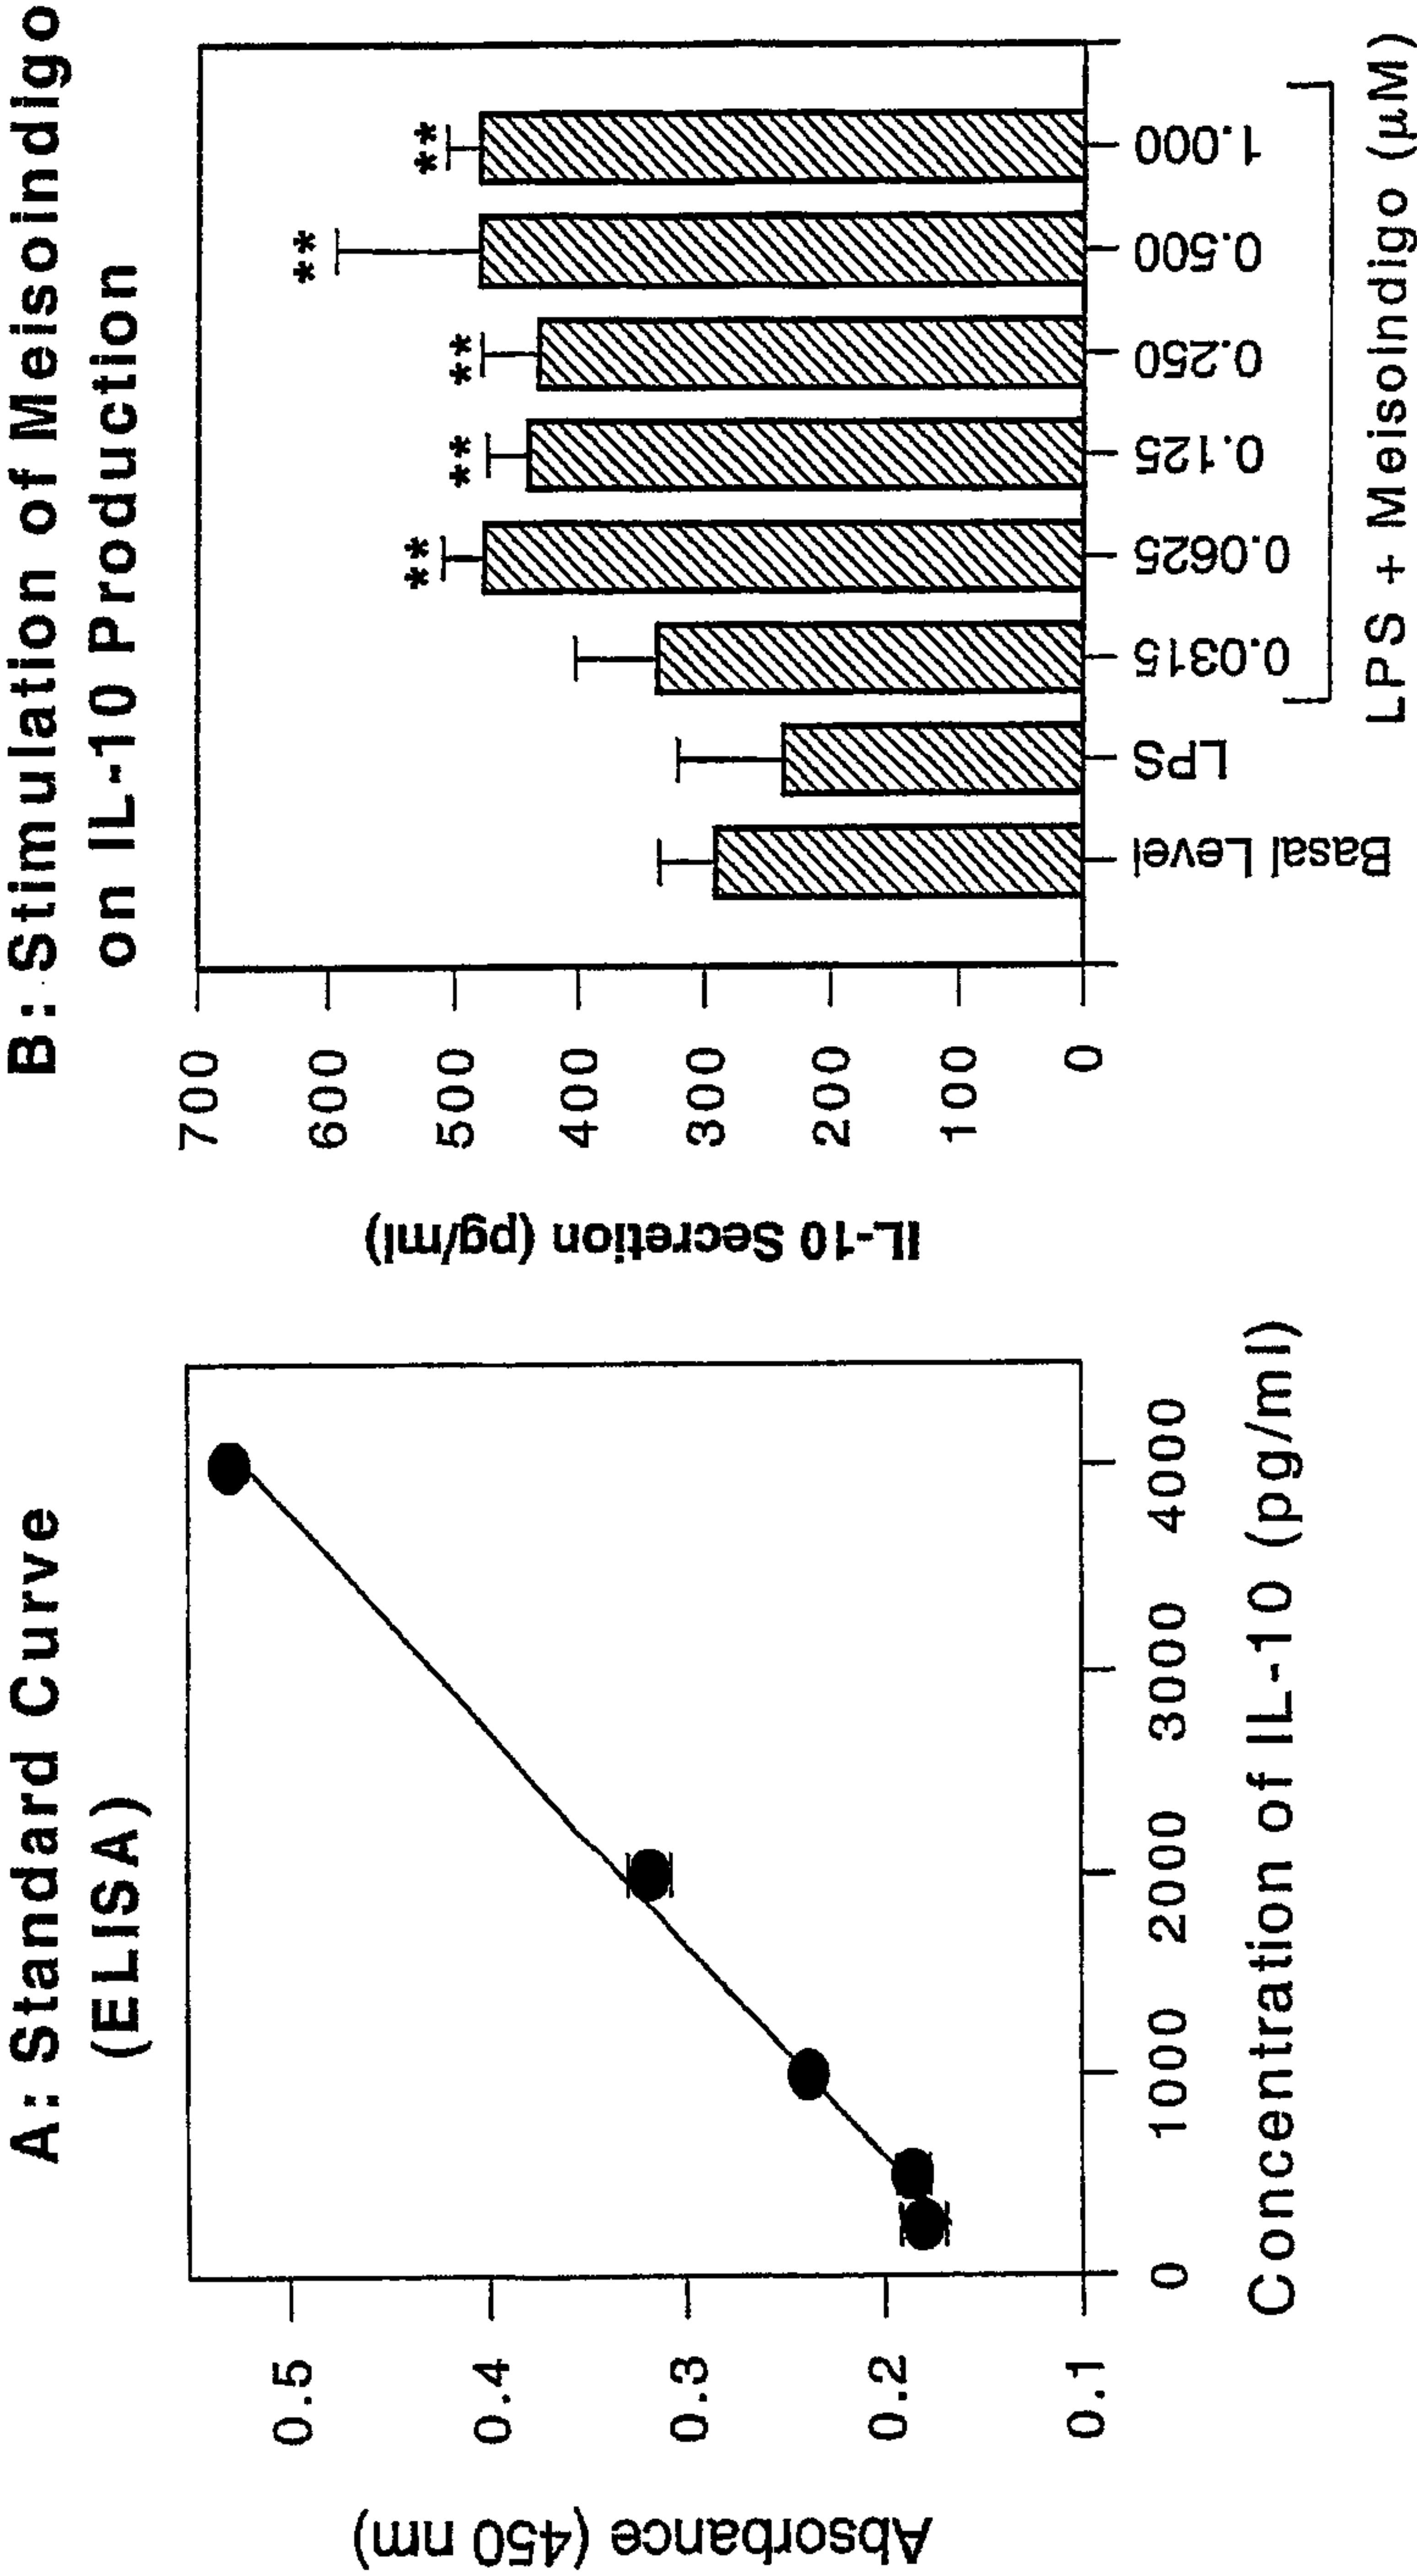 A: Standard Curve
(ELISA)
Absorbance (450 nm)
0.5
0.4
0.3
0.2
0.1
0 1000 2000 3000 4000
Concentration of IL-10 (pg/ml)
B: Stimulation of Meisoindigo
on IL-10 Production
IL-10 Secretion (pg/ml)
700
600
500
400
300
200
100
0
**
**
**
**
**
Basal Level
LPS
0.0315
0.0625
0.125
0.250
0.500
1.000
LPS + Meisoindigo (µM)